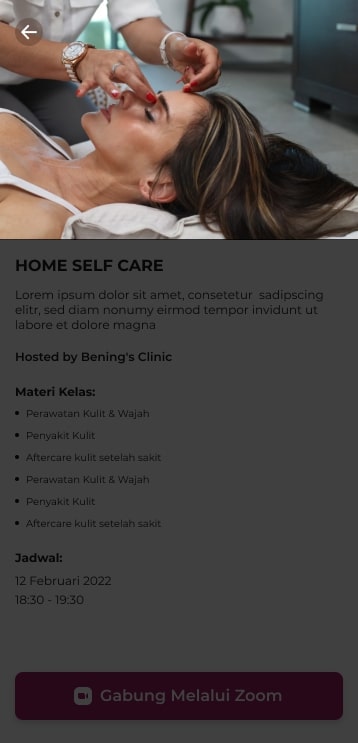 HOME SELF CARE
Lorem ipsum dolor sit amet, consetetur sadipscing
elitr, sed diam nonumy eirmod tempor invidunt ut
labore et dolore magna
Hosted by Bening's Clinic
Materi Kelas:
Perawatan Kulit & Wajah
Penyakit Kulit
Aftercare kulit setelah sakit
Perawatan Kulit & Wajah
Penyakit Kulit
Aftercare kulit setelah sakit
Jadwal:
12 Februari 2022
18:30 - 19:30
Gabung Melalui Zoom